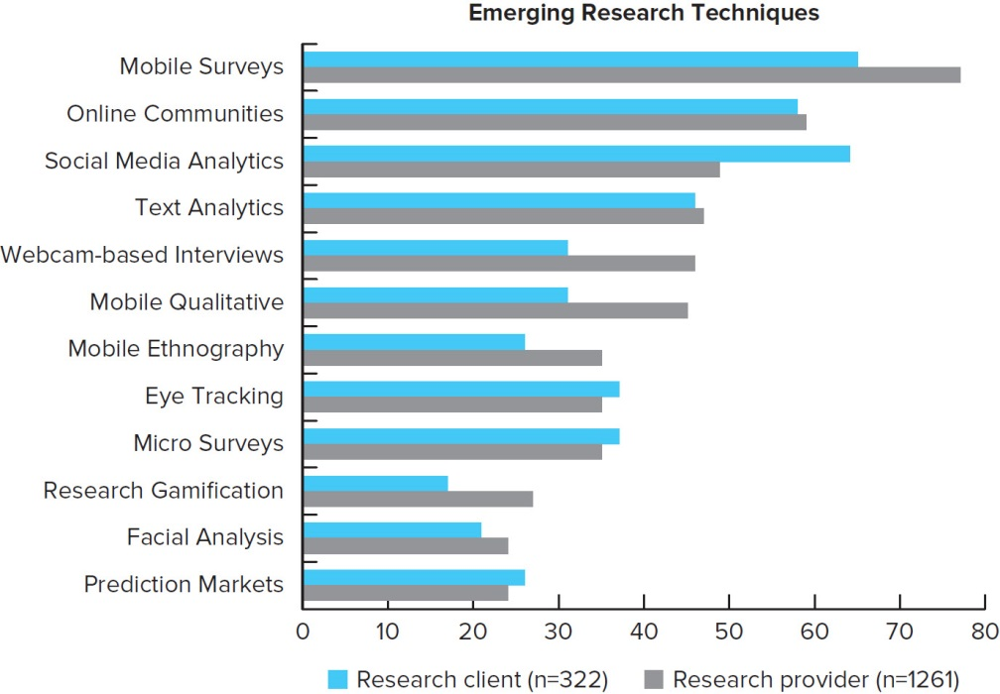 Emerging Research Techniques
Mobile Surveys
Online Communities
Social Media Analytics
Text Analytics
Webcam-based Interviews
Mobile Qualitative
Mobile Ethnography
Eye Tracking
Micro Surveys
Research Gamification
Facial Analysis
Prediction Markets
0 10 20 30 40 50 60 70 80
Research client (n=322) Research provider (n=1261)